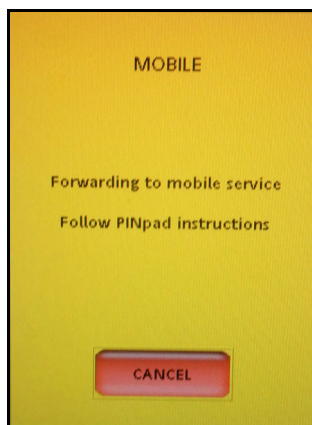 MOBILE
Forwarding to mobile service
Follow PINpad instructions
CANCEL